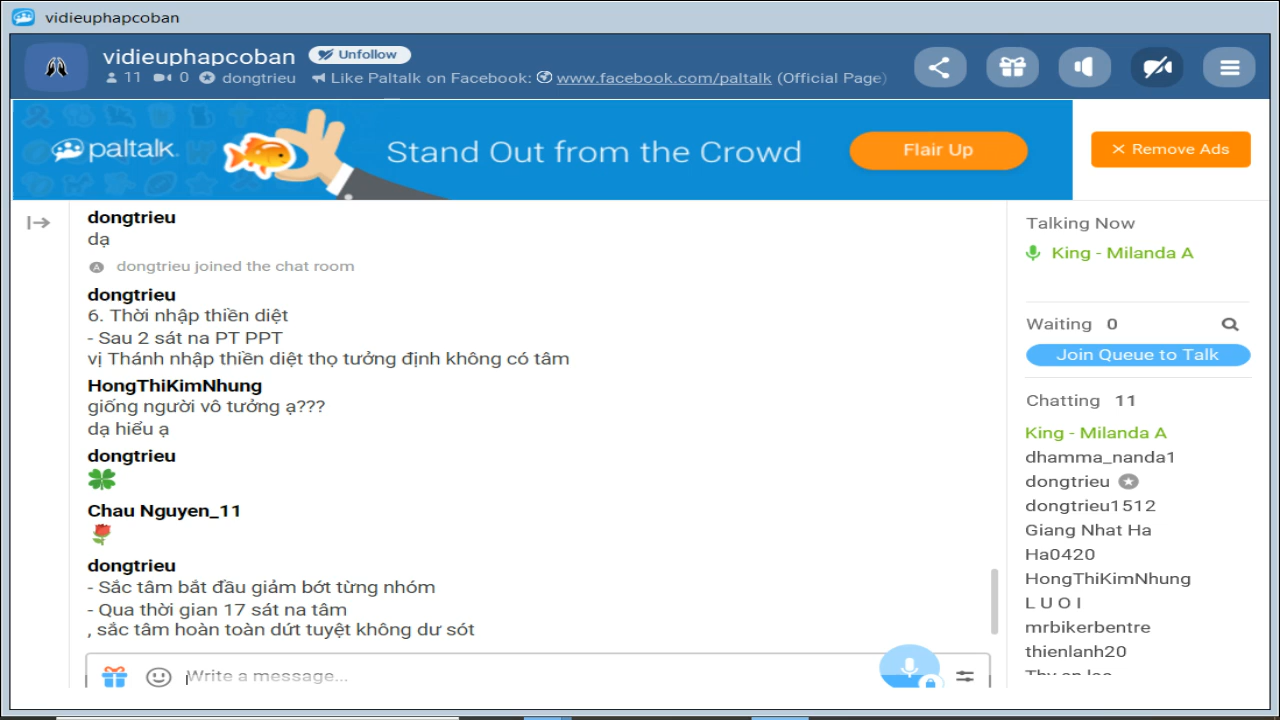 vidieuphapcoban
vidieuphapcoban Unfollow
11 0 dongtrieu Like Paltalk on Facebook: www.facebook.com/paltalk (Official Page)
paltalk Stand Out from the Crowd Flair Up
× Remove Ads
dongtrieu
dạ
A dongtrieu joined the chat room
dongtrieu
6. Thời nhập thiền diệt
- Sau 2 sát na PT PPT
vị Thánh nhập thiền diệt thọ tưởng định không có tâm
HongThiKimNhung
giống người vô tưởng ạ???
dạ hiểu ạ
dongtrieu
Chau Nguyen_11
dongtrieu
- Sắc tâm bắt đầu giảm bớt từng nhóm
- Qua thời gian 17 sát na tâm
, sắc tâm hoàn toàn dứt tuyệt không dư sót
Write a message...
Talking Now
King - Milanda A
Waiting 0
Join Queue to Talk
Chatting 11
King - Milanda A
dhamma_nanda1
dongtrieu
dongtrieu1512
Giang Nhat Ha
Ha0420
HongThiKimNhung
L U O I
mrbikerbentre
thienlanh20